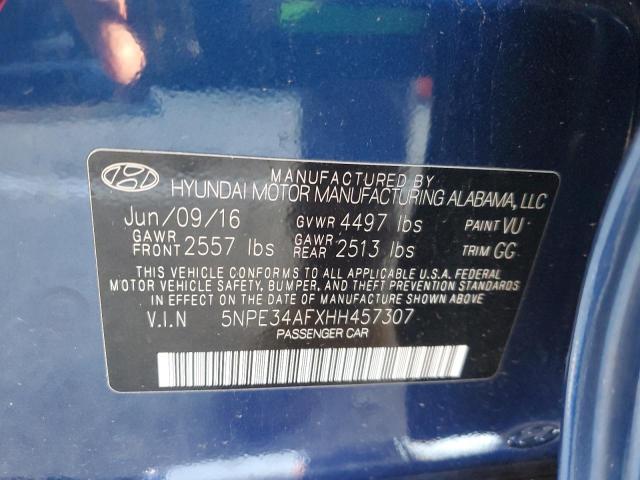 MANUFACTURED BY
HYUNDAI MOTOR MANUFACTURING ALABAMA, LLC
Jun/09/16 GVWR 4497 lbs PAINT VU
GAWR FRONT 2557 lbs GAWR REAR 2513 lbs TRIM GG
THIS VEHICLE CONFORMS TO ALL APPLICABLE U.S.A. FEDERAL
MOTOR VEHICLE SAFETY, BUMPER, AND THEFT PREVENTION
STANDARDS IN EFFECT ON THE DATE OF MANUFACTURE SHOWN ABOVE.
V.I.N 5NPE34AFXHH457307
PASSENGER CAR